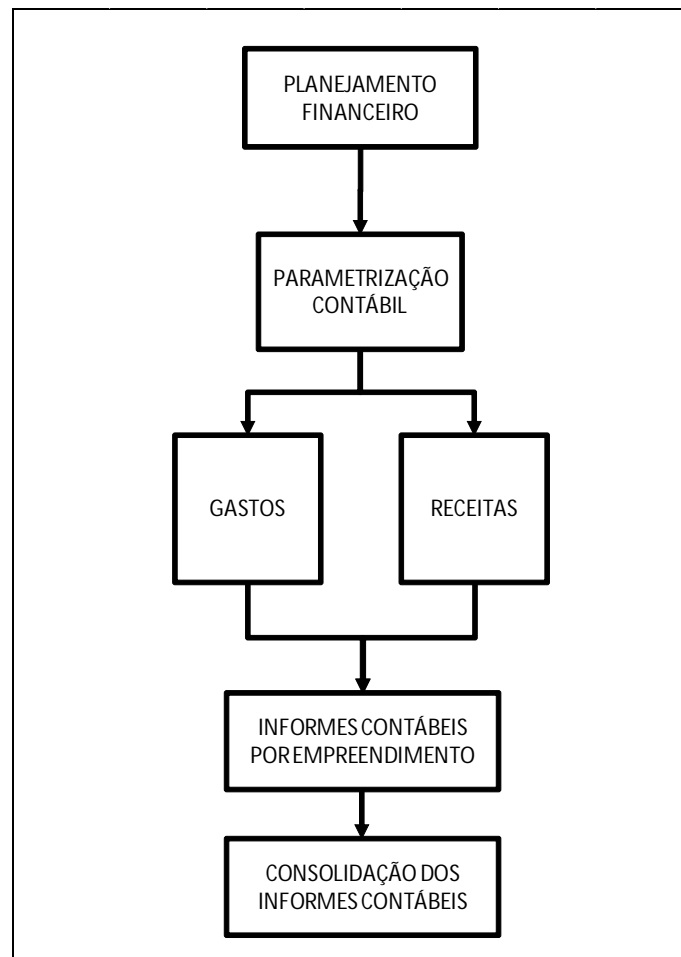 PLANEJAMENTO
FINANCEIRO
PARAMETRIZAÇÃO
CONTÁBIL
GASTOS
RECEITAS
INFORMES CONTÁBEIS
POR EMPREENDIMENTO
CONSOLIDAÇÃO DOS
INFORMES CONTÁBEIS